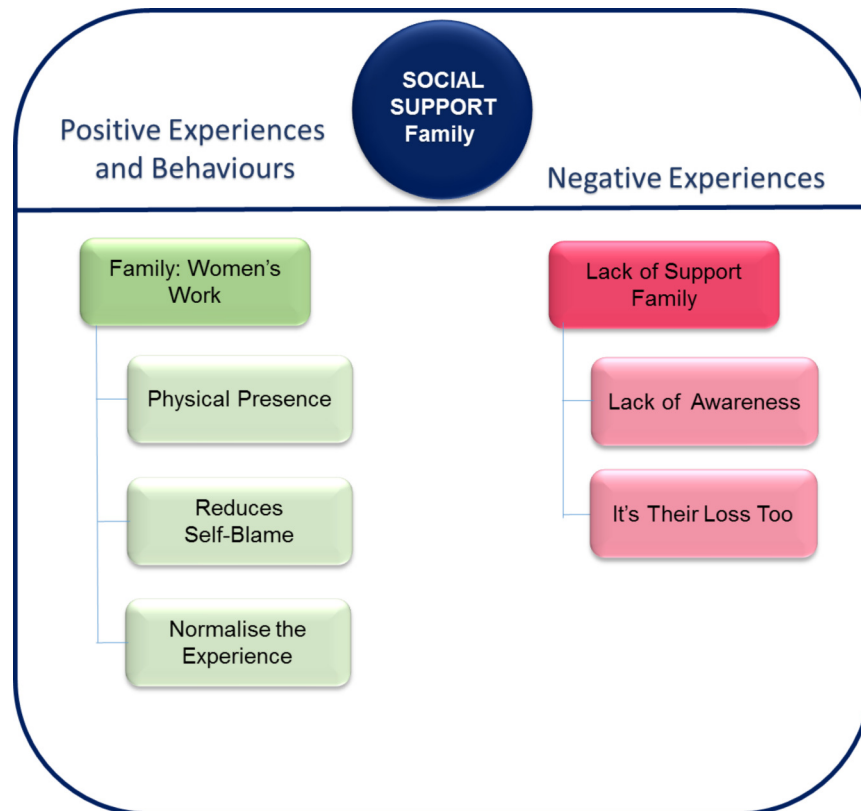 SOCIAL
SUPPORT
Family
Positive Experiences
and Behaviours
Negative Experiences
Family: Women's
Work
Physical Presence
Reduces
Self-Blame
Normalise the
Experience
Lack of Support
Family
Lack of Awareness
It's Their Loss Too